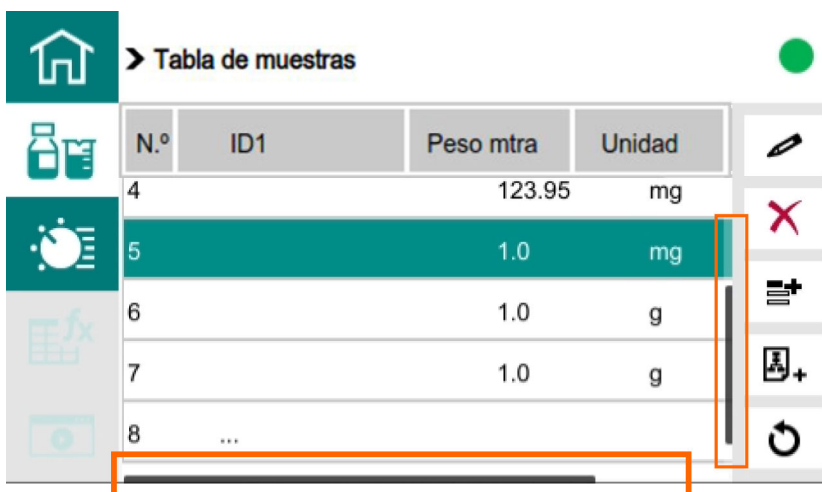 Tabla de muestras
N.º ID1 Peso mtra Unidad
4 123.95 mg
5 1.0 mg
6 1.0 g
7 1.0 g
8 ...